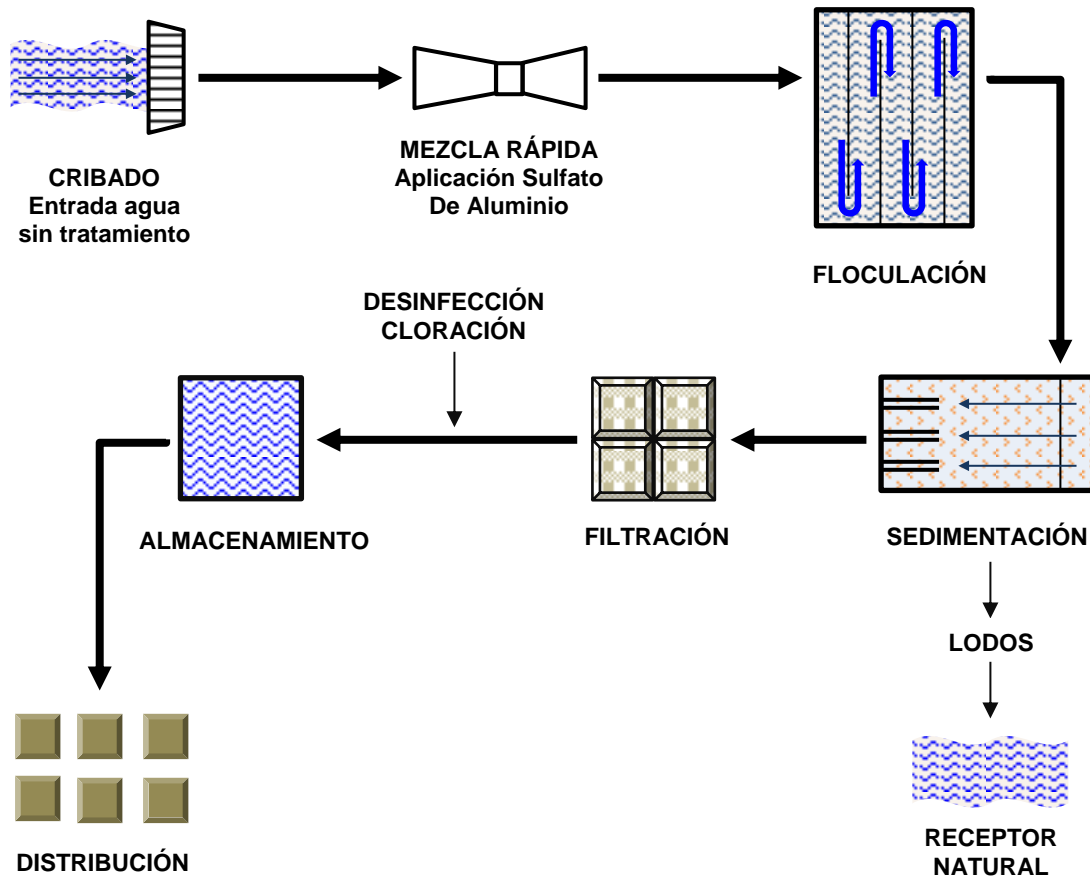 CRIBADO
Entrada agua
sin tratamiento
MEZCLA RÁPIDA
Aplicación Sulfato
De Aluminio
FLOCULACIÓN
DESINFECCIÓN
CLORACIÓN
ALMACENAMIENTO
FILTRACIÓN
SEDIMENTACIÓN
LODOS
DISTRIBUCIÓN
RECEPTOR
NATURAL